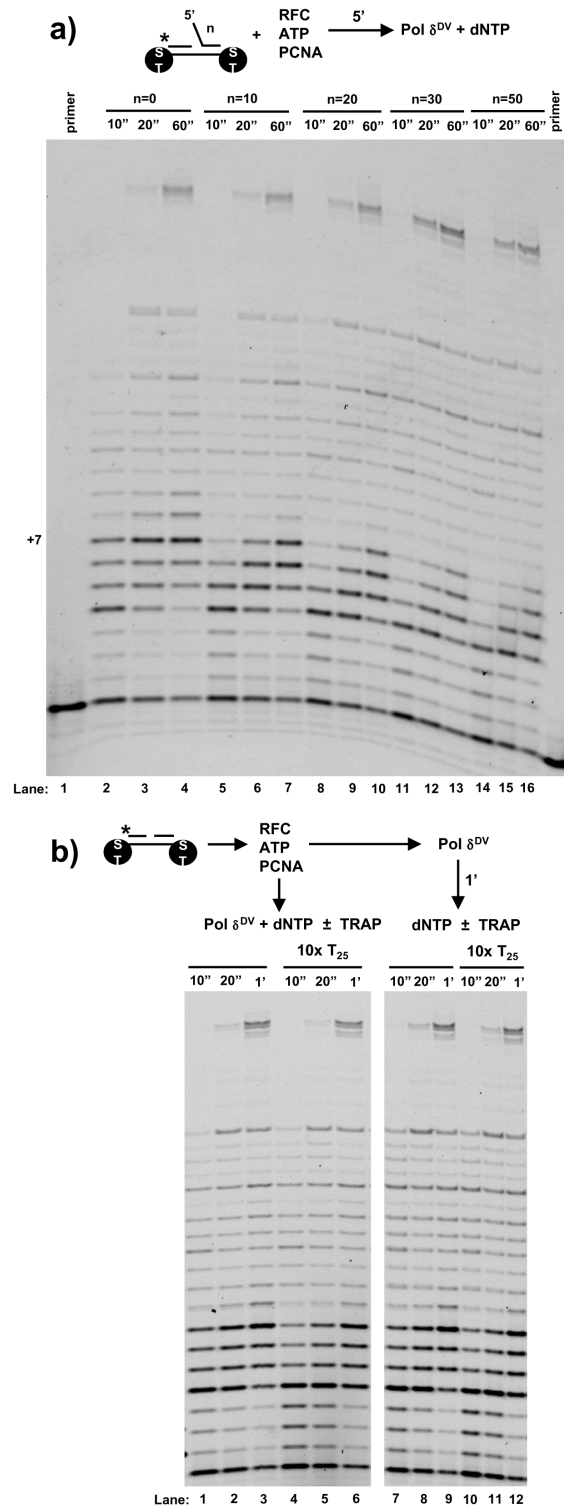 a)
5'
*
n
S
T
S
T
+
RFC
ATP
PCNA
5'
Pol δDV + dNTP
primer
n=0 n=10 n=20 n=30 n=50
primer
10” 20” 60” 10” 20” 60” 10” 20” 60” 10” 20” 60” 10” 20” 60”
+7
Lane: 1 2 3 4 5 6 7 8 9 10 11 12 13 14 15 16
b)
*
S
T
S
T
RFC
ATP
PCNA
Pol δDV
1’
Pol δDV + dNTP ± TRAP
dNTP ± TRAP
10x T25
10x T25
10” 20” 1’ 10” 20” 1’ 10” 20” 1’ 10” 20” 1’
Lane: 1 2 3 4 5 6 7 8 9 10 11 12